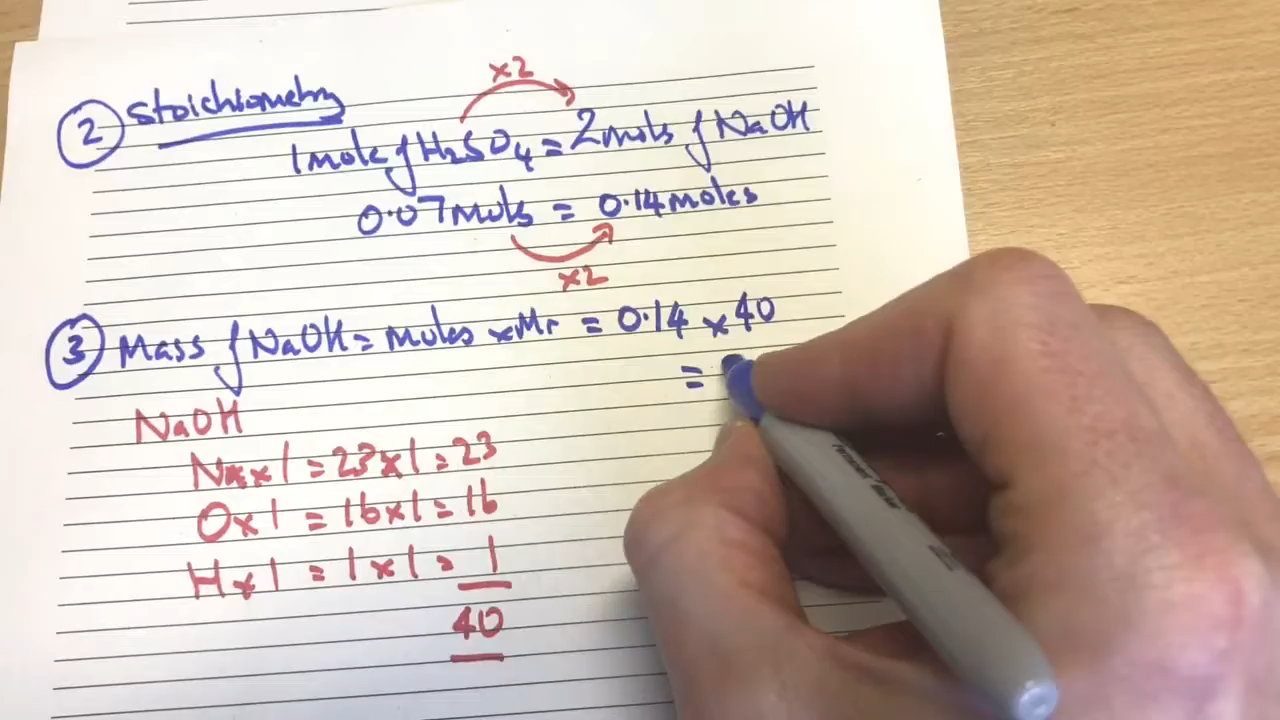 x2
② Stoichiometry
1 mole of H₂SO₄ = 2 mols of NaOH
0.07 mols = 0.14 moles
x2
③ Mass of NaOH = moles x Mr = 0.14 x 40
=
NaOH
Na x 1 = 23 x 1 = 23
O x 1 = 16 x 1 = 16
H x 1 = 1 x 1 = 1
40